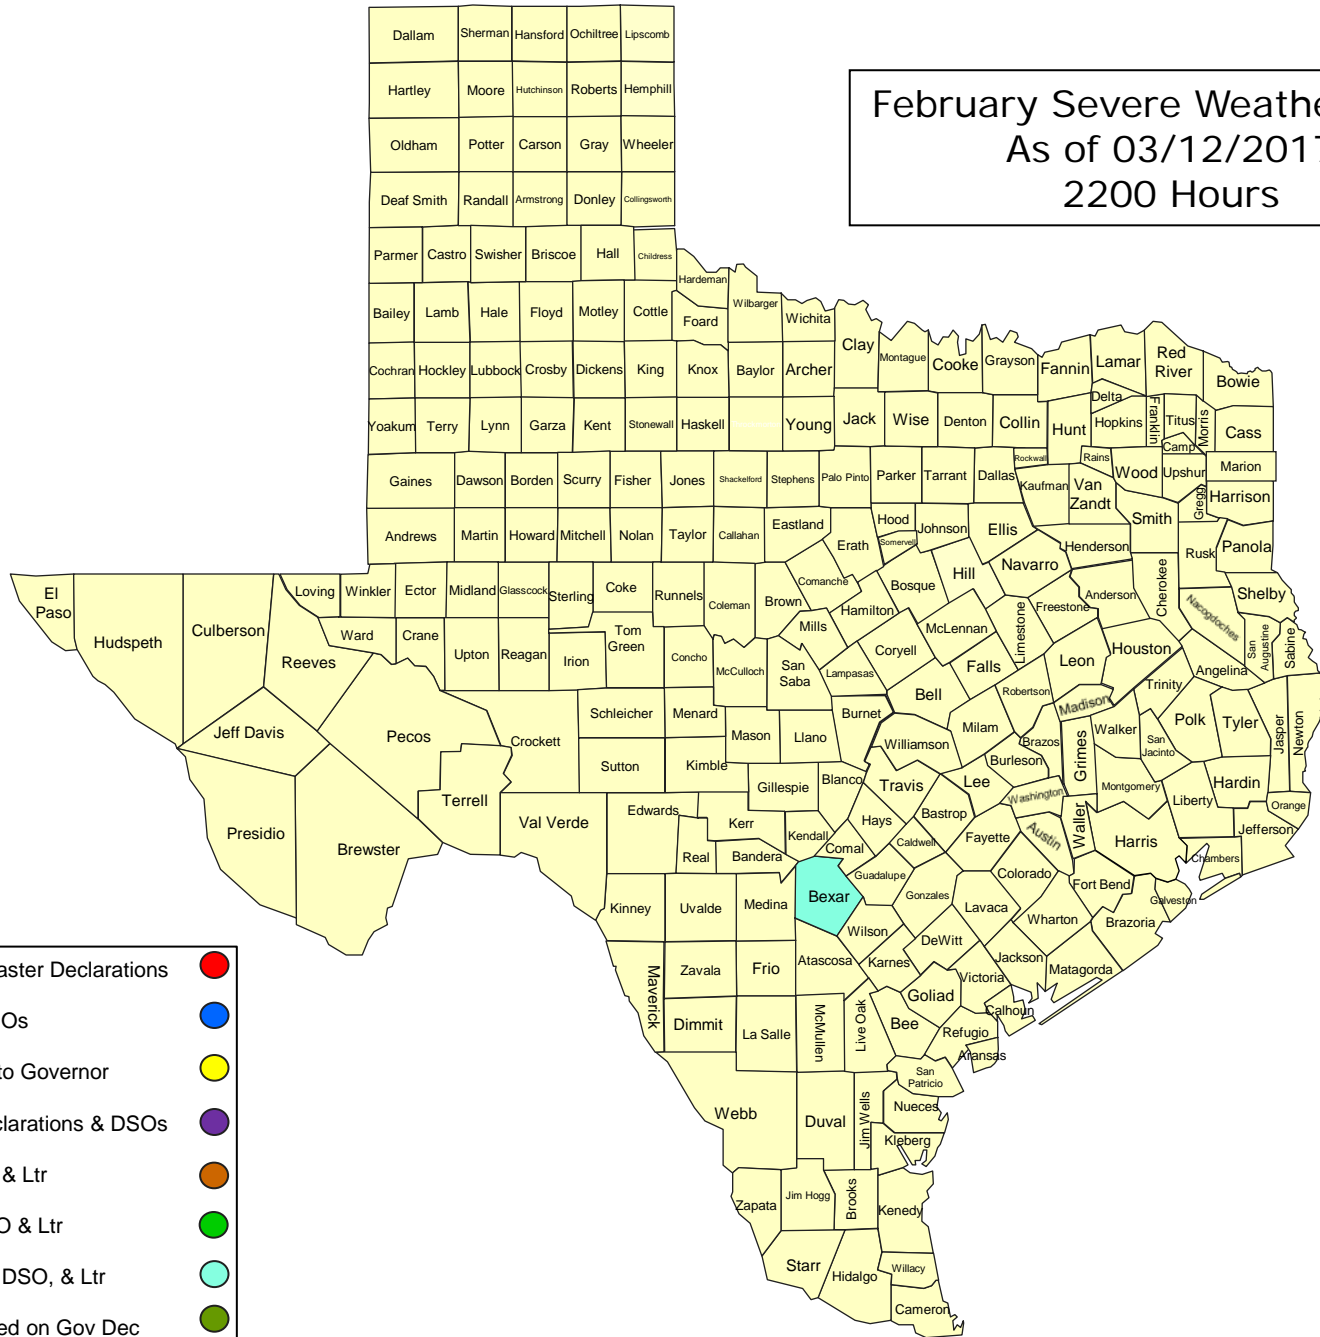 February Severe Weathe
As of 03/12/2017
2200 Hours
Dallam Sherman Hansford Ochiltree Lipscomb
Hartley Moore Hutchinson Roberts Hemphill
Oldham Potter Carson Gray Wheeler
Deaf Smith Randall Armstrong Donley Collingsworth
Parmer Castro Swisher Briscoe Hall Childress
Hardeman
Bailey Lamb Hale Floyd Motley Cottle Foard Wilbarger Wichita
Clay Montague Cooke Grayson Fannin Lamar Red River Bowie
Cochran Hockley Lubbock Crosby Dickens King Knox Baylor Archer
Delta
Yoakum Terry Lynn Garza Kent Stonewall Haskell Young Jack Wise Denton Collin Hunt Hopkins Franklin Titus Morris Cass
Camp
Rockwall Rains
Gaines Dawson Borden Scurry Fisher Jones Shackelford Stephens Palo Pinto Parker Tarrant Dallas Kaufman Van Zandt Wood Upshur Marion
Gregg Harrison
Andrews Martin Howard Mitchell Nolan Taylor Callahan Eastland Erath Hood Somervell Johnson Ellis Henderson Smith Rusk Panola
El Paso Hudspeth Culberson Loving Winkler Ector Midland Glasscock Sterling Coke Runnels Coleman Brown Comanche Hamilton Bosque Hill Navarro Freestone Anderson Cherokee Nacogdoches Shelby
Reeves Ward Crane Upton Reagan Irion Tom Green Concho McCulloch San Saba Mills Lampasas Coryell McLennan Falls Limestone Leon Houston Angelina San Augustine Sabine
Jeff Davis Pecos Crockett Schleicher Menard Mason Llano Burnet Bell Milam Robertson Madison Trinity Polk Tyler Jasper Newton
Sutton Kimble Gillespie Blanco Williamson Travis Lee Burleson Brazos Grimes Walker San Jacinto
Presidio Brewster Terrell Val Verde Edwards Kerr Real Bandera Kendall Comal Hays Caldwell Bastrop Fayette Washington Austin Waller Montgomery Liberty Hardin Orange
Harris Jefferson Chambers
Kinney Uvalde Medina Bexar Guadalupe Gonzales Lavaca Colorado Fort Bend Galveston
Wilson Wharton Brazoria
Maverick Zavala Frio Atascosa Karnes DeWitt Jackson Matagorda
Victoria
Dimmit La Salle McMullen Live Oak Bee Goliad Refugio Calhoun
Aransas
San Patricio
Webb Duval Jim Wells Nueces
Kleberg
Zapata Jim Hogg Brooks Kenedy
Starr Hidalgo Willacy
Cameron
aster Declarations
Os
to Governor
clarations & DSOs
& Ltr
O & Ltr
DSO, & Ltr
ed on Gov Dec